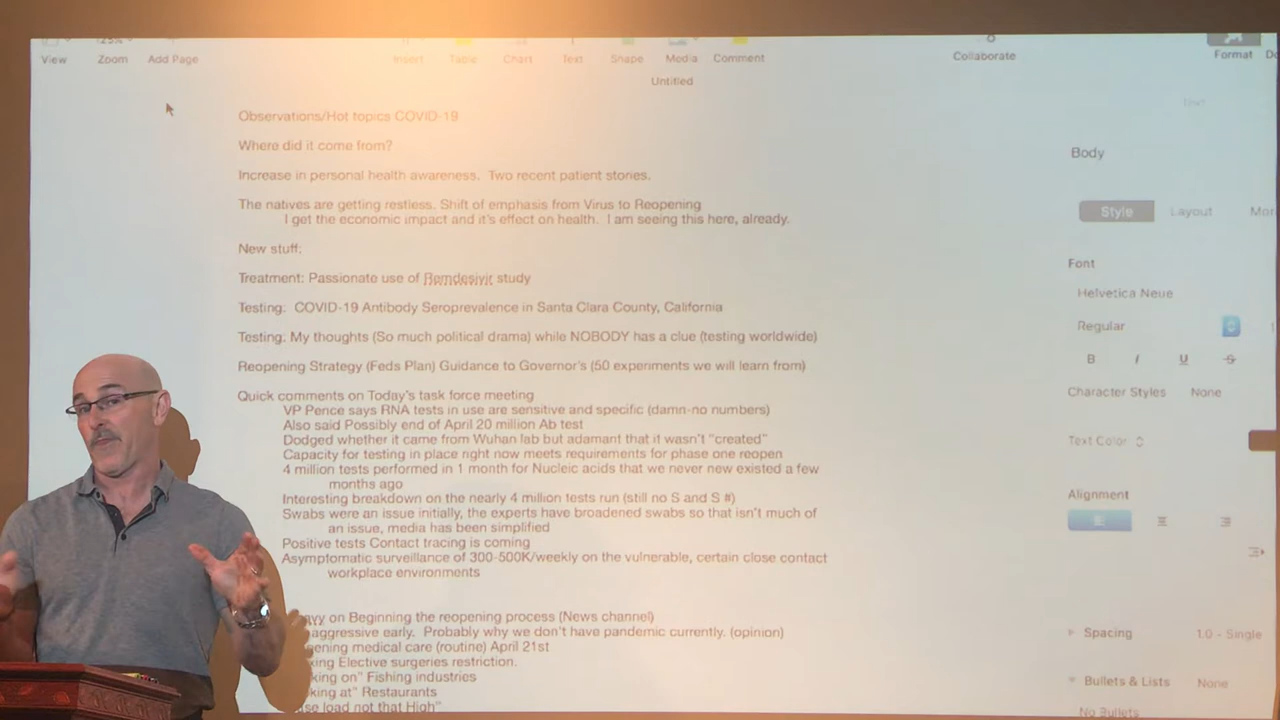 View
Zoom
Add Page
Insert
Table
Chart
Text
Shape
Media
Comment
Collaborate
Format
Untitled
Text
Observations/Hot topics COVID-19
Where did it come from?
Increase in personal health awareness. Two recent patient stories.
The natives are getting restless. Shift of emphasis from Virus to Reopening
I get the economic impact and it's effect on health. I am seeing this here, already.
New stuff:
Treatment: Passionate use of Remdesivir study
Testing: COVID-19 Antibody Seroprevalence in Santa Clara County, California
Testing: My thoughts (So much political drama) while NOBODY has a clue (testing worldwide)
Reopening Strategy (Feds Plan) Guidance to Governor's (50 experiments we will learn from)
Quick comments on Today's task force meeting
VP Pence says RNA tests in use are sensitive and specific (damn-no numbers)
Also said Possibly end of April 20 million Ab test
Dodged whether it came from Wuhan lab but adamant that it wasn't "created"
Capacity for testing in place right now meets requirements for phase one reopen
4 million tests performed in 1 month for Nucleic acids that we never new existed a few
months ago
Interesting breakdown on the nearly 4 million tests run (still no S and S #)
Swabs were an issue initially, the experts have broadened swabs so that isn't much of
an issue, media has been simplified
Positive tests Contact tracing is coming
Asymptomatic surveillance of 300-500K/weekly on the vulnerable, certain close contact
workplace environments
on Beginning the reopening process (News channel)
aggressive early. Probably why we don't have pandemic currently. (opinion)
medical care (routine) April 21st
Elective surgeries restriction.
on" Fishing industries
at" Restaurants
load not that High"
Body
Style
Layout
Font
Helvetica Neue
Regular
B
I
U
S
Character Styles
None
Text Color
Alignment
Spacing
1.0 - Single
Bullets & Lists
None
No Bullets